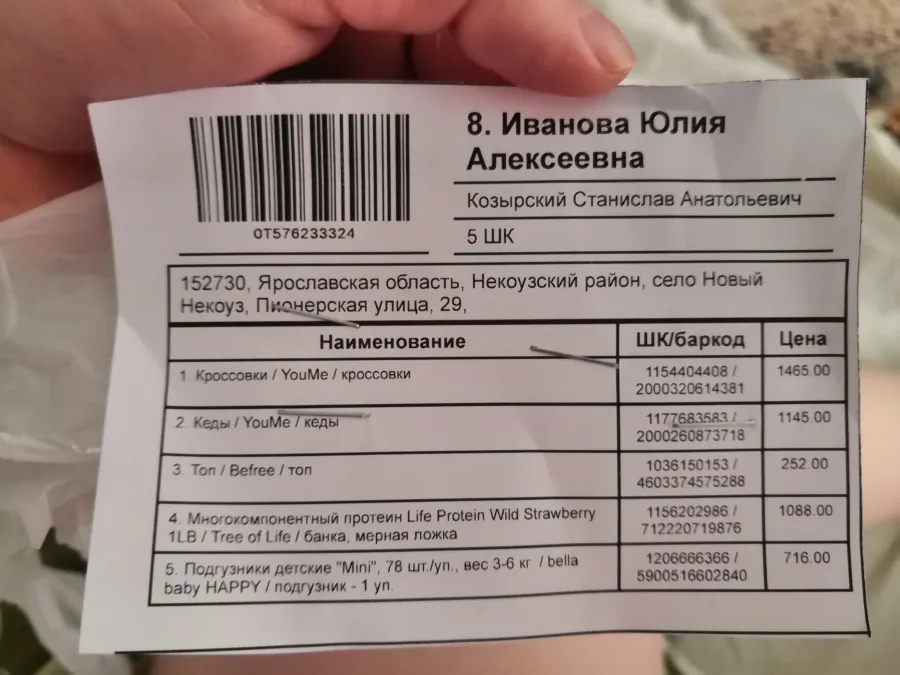 8. Иванова Юлия
Алексеевна
0T576233324
Козырский Станислав Анатольевич
5 ШК
152730, Ярославская область, Некоузский район, село Новый
Некоуз, Пионерская улица, 29,
Наименование ШК/баркод Цена
1 Кроссовки / YouMe / кроссовки 1154404408 / 1465.00
2000320614381
2. Кеды / YouMe / кеды 1177683583 / 1145.00
2000260873718
3. Топ / Befree / топ 1036150153 / 252.00
4603374575288
4. Многокомпонентный протеин Life Protein Wild Strawberry 1156202986 / 1088.00
1LB / Tree of Life / банка, мерная ложка 712220719876
5. Подгузники детские "Mini", 78 шт./уп., вес 3-6 кг / bella 1206666366 / 716.00
baby HAPPY / подгузник - 1 уп. 5900516602840